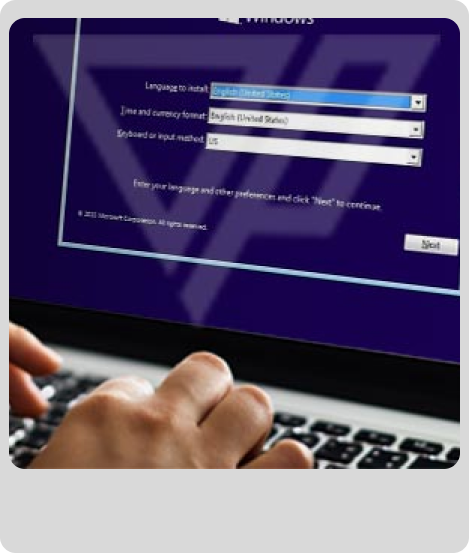 Windows
Language to install: English (United States)
Time and currency format: English (United States)
Keyboard or input method: US
Enter your language and other preferences and click "Next" to continue.
Microsoft Corporation. All rights reserved.
Next